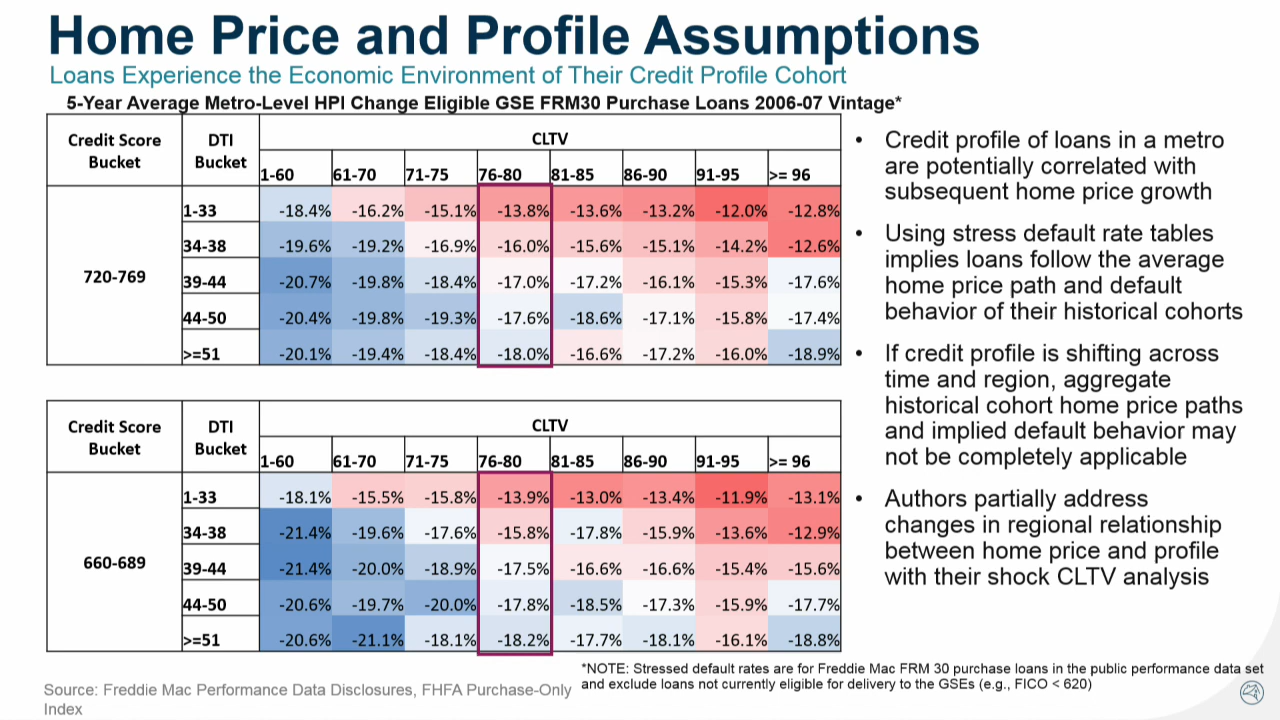 Home Price and Profile Assumptions
Loans Experience the Economic Environment of Their Credit Profile Cohort
5-Year Average Metro-Level HPI Change Eligible GSE FRM30 Purchase Loans 2006-07 Vintage*
Credit Score Bucket DTI Bucket CLTV
1-60 61-70 71-75 76-80 81-85 86-90 91-95 >= 96
720-769
1-33 -18.4% -16.2% -15.1% -13.8% -13.6% -13.2% -12.0% -12.8%
34-38 -19.6% -19.2% -16.9% -16.0% -15.6% -15.1% -14.2% -12.6%
39-44 -20.7% -19.8% -18.4% -17.0% -17.2% -16.1% -15.3% -17.6%
44-50 -20.4% -19.8% -19.3% -17.6% -18.6% -17.1% -15.8% -17.4%
>=51 -20.1% -19.4% -18.4% -18.0% -16.6% -17.2% -16.0% -18.9%
Credit Score Bucket DTI Bucket CLTV
1-60 61-70 71-75 76-80 81-85 86-90 91-95 >= 96
660-689
1-33 -18.1% -15.5% -15.8% -13.9% -13.0% -13.4% -11.9% -13.1%
34-38 -21.4% -19.6% -17.6% -15.8% -17.8% -15.9% -13.6% -12.9%
39-44 -21.4% -20.0% -18.9% -17.5% -16.6% -16.6% -15.4% -15.6%
44-50 -20.6% -19.7% -20.0% -17.8% -18.5% -17.3% -15.9% -17.7%
>=51 -20.6% -21.1% -18.1% -18.2% -17.7% -18.1% -16.1% -18.8%
• Credit profile of loans in a metro
are potentially correlated with
subsequent home price growth
• Using stress default rate tables
implies loans follow the average
home price path and default
behavior of their historical cohorts
• If credit profile is shifting across
time and region, aggregate
historical cohort home price paths
and implied default behavior may
not be completely applicable
• Authors partially address
changes in regional relationship
between home price and profile
with their shock CLTV analysis
*NOTE: Stressed default rates are for Freddie Mac FRM 30 purchase loans in the public performance data set
and exclude loans not currently eligible for delivery to the GSEs (e.g., FICO < 620)
Source: Freddie Mac Performance Data Disclosures, FHFA Purchase-Only
Index